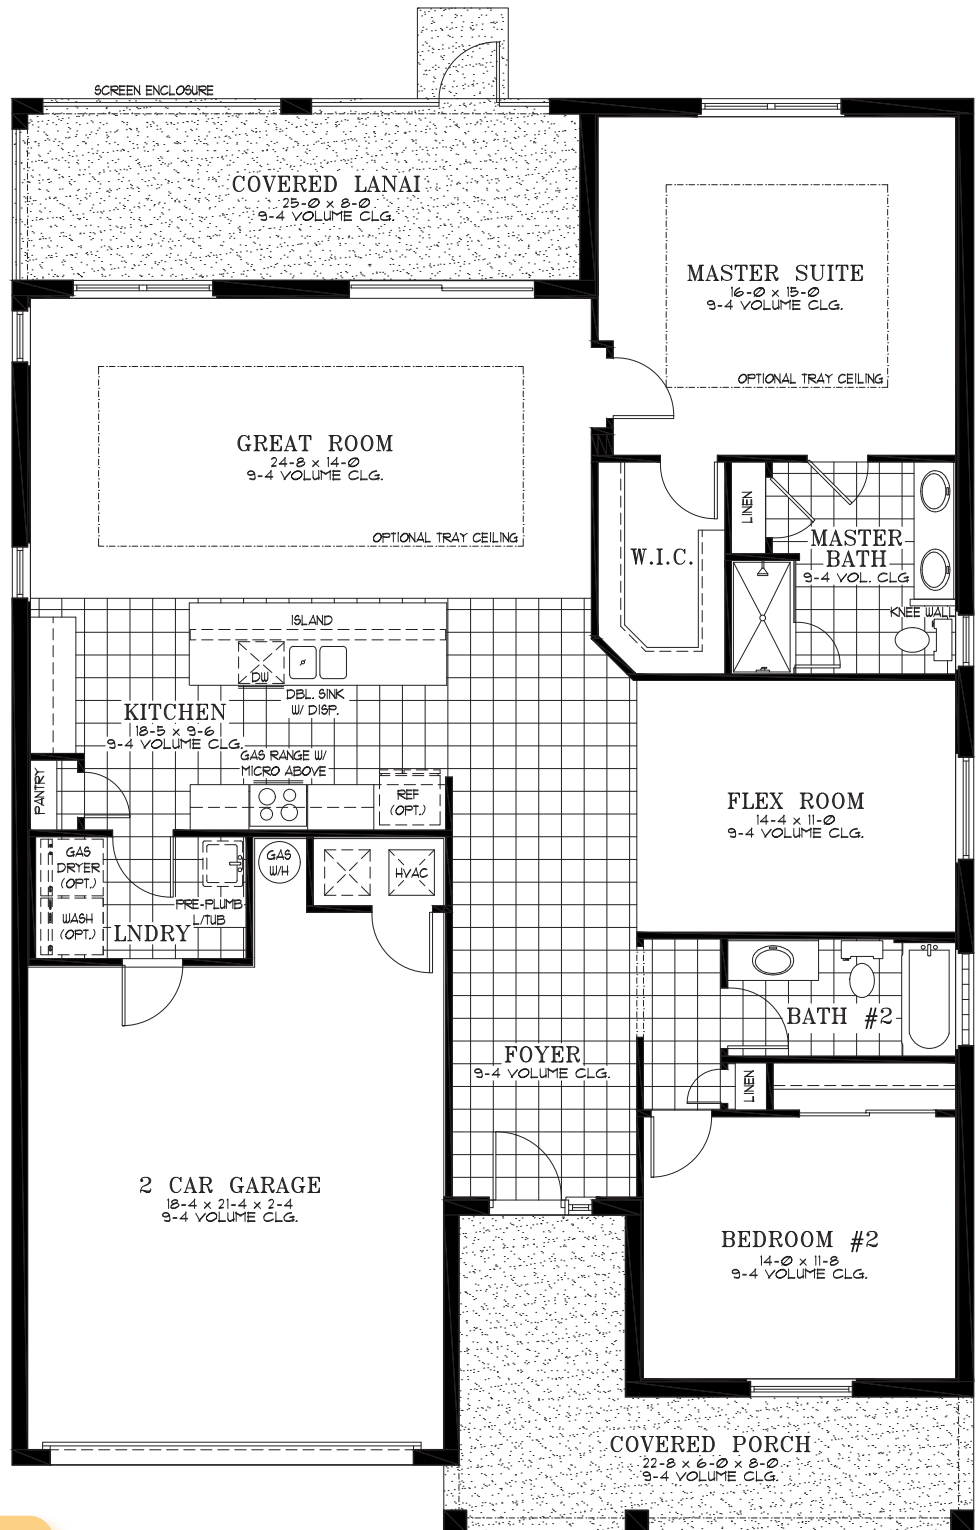 SCREEN ENCLOSURE
COVERED LANAI
25-0 x 8-0
9-4 VOLUME CLG.
MASTER SUITE
16-0 x 15-0
9-4 VOLUME CLG.
OPTIONAL TRAY CEILING
GREAT ROOM
24-8 x 14-0
9-4 VOLUME CLG.
OPTIONAL TRAY CEILING
LINEN
W.I.C.
MASTER
BATH
9-4 VOL. CLG
KNEE WALL
ISLAND
DW
DBL. SINK
W/ DISP.
KITCHEN
18-5 x 9-6
9-4 VOLUME CLG.
GAS RANGE W/
MICRO ABOVE
PANTRY
REF
(OPT.)
FLEX ROOM
14-4 x 11-0
9-4 VOLUME CLG.
GAS
DRYER
(OPT.)
GAS
W/H
HVAC
PRE-PLUMB
L/TUB
WASH
(OPT.)
LNDRY
BATH #2
FOYER
9-4 VOLUME CLG.
LINEN
2 CAR GARAGE
18-4 x 21-4 x 2-4
9-4 VOLUME CLG.
BEDROOM #2
14-0 x 11-8
9-4 VOLUME CLG.
COVERED PORCH
22-8 x 6-0 x 8-0
9-4 VOLUME CLG.